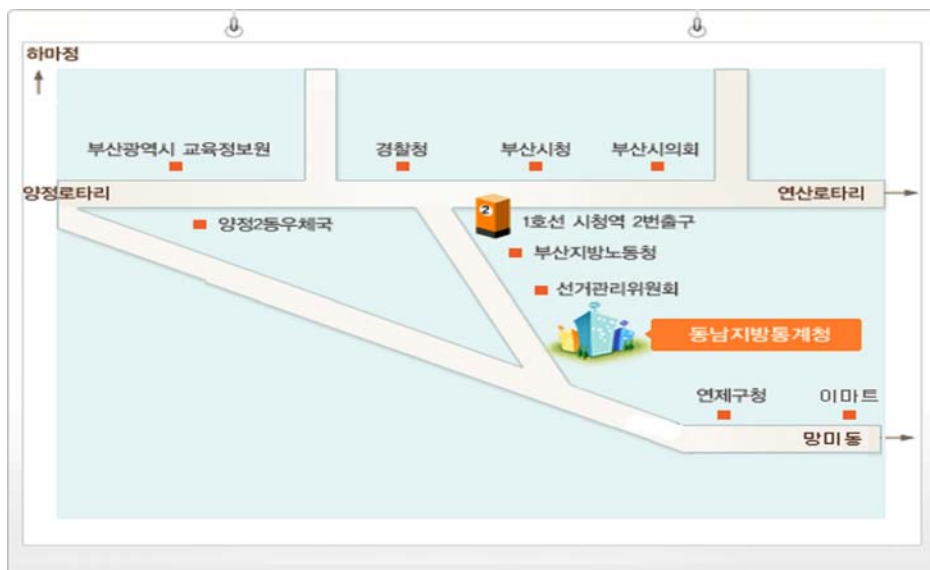 하마정
부산광역시 교육정보원
경찰청
부산시청
부산시의회
양정로타리
연산로타리
양정2동우체국
2
1호선 시청역 2번출구
부산지방노동청
선거관리위원회
동남지방통계청
연제구청
이마트
망미동